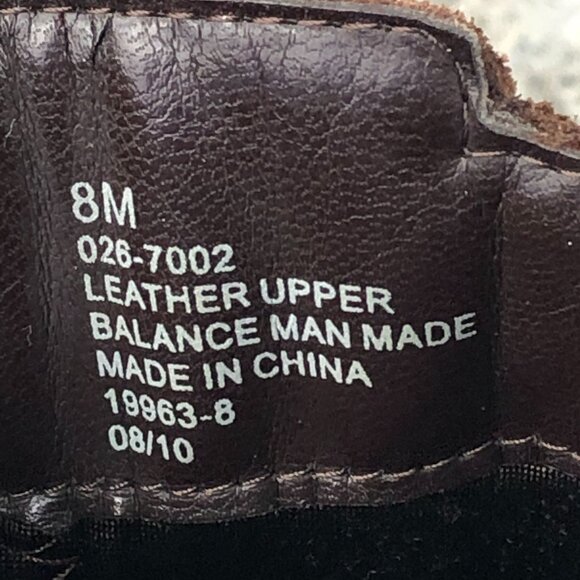 8M
026-7002
LEATHER UPPER
BALANCE MAN MADE
MADE IN CHINA
19963-8
08/10